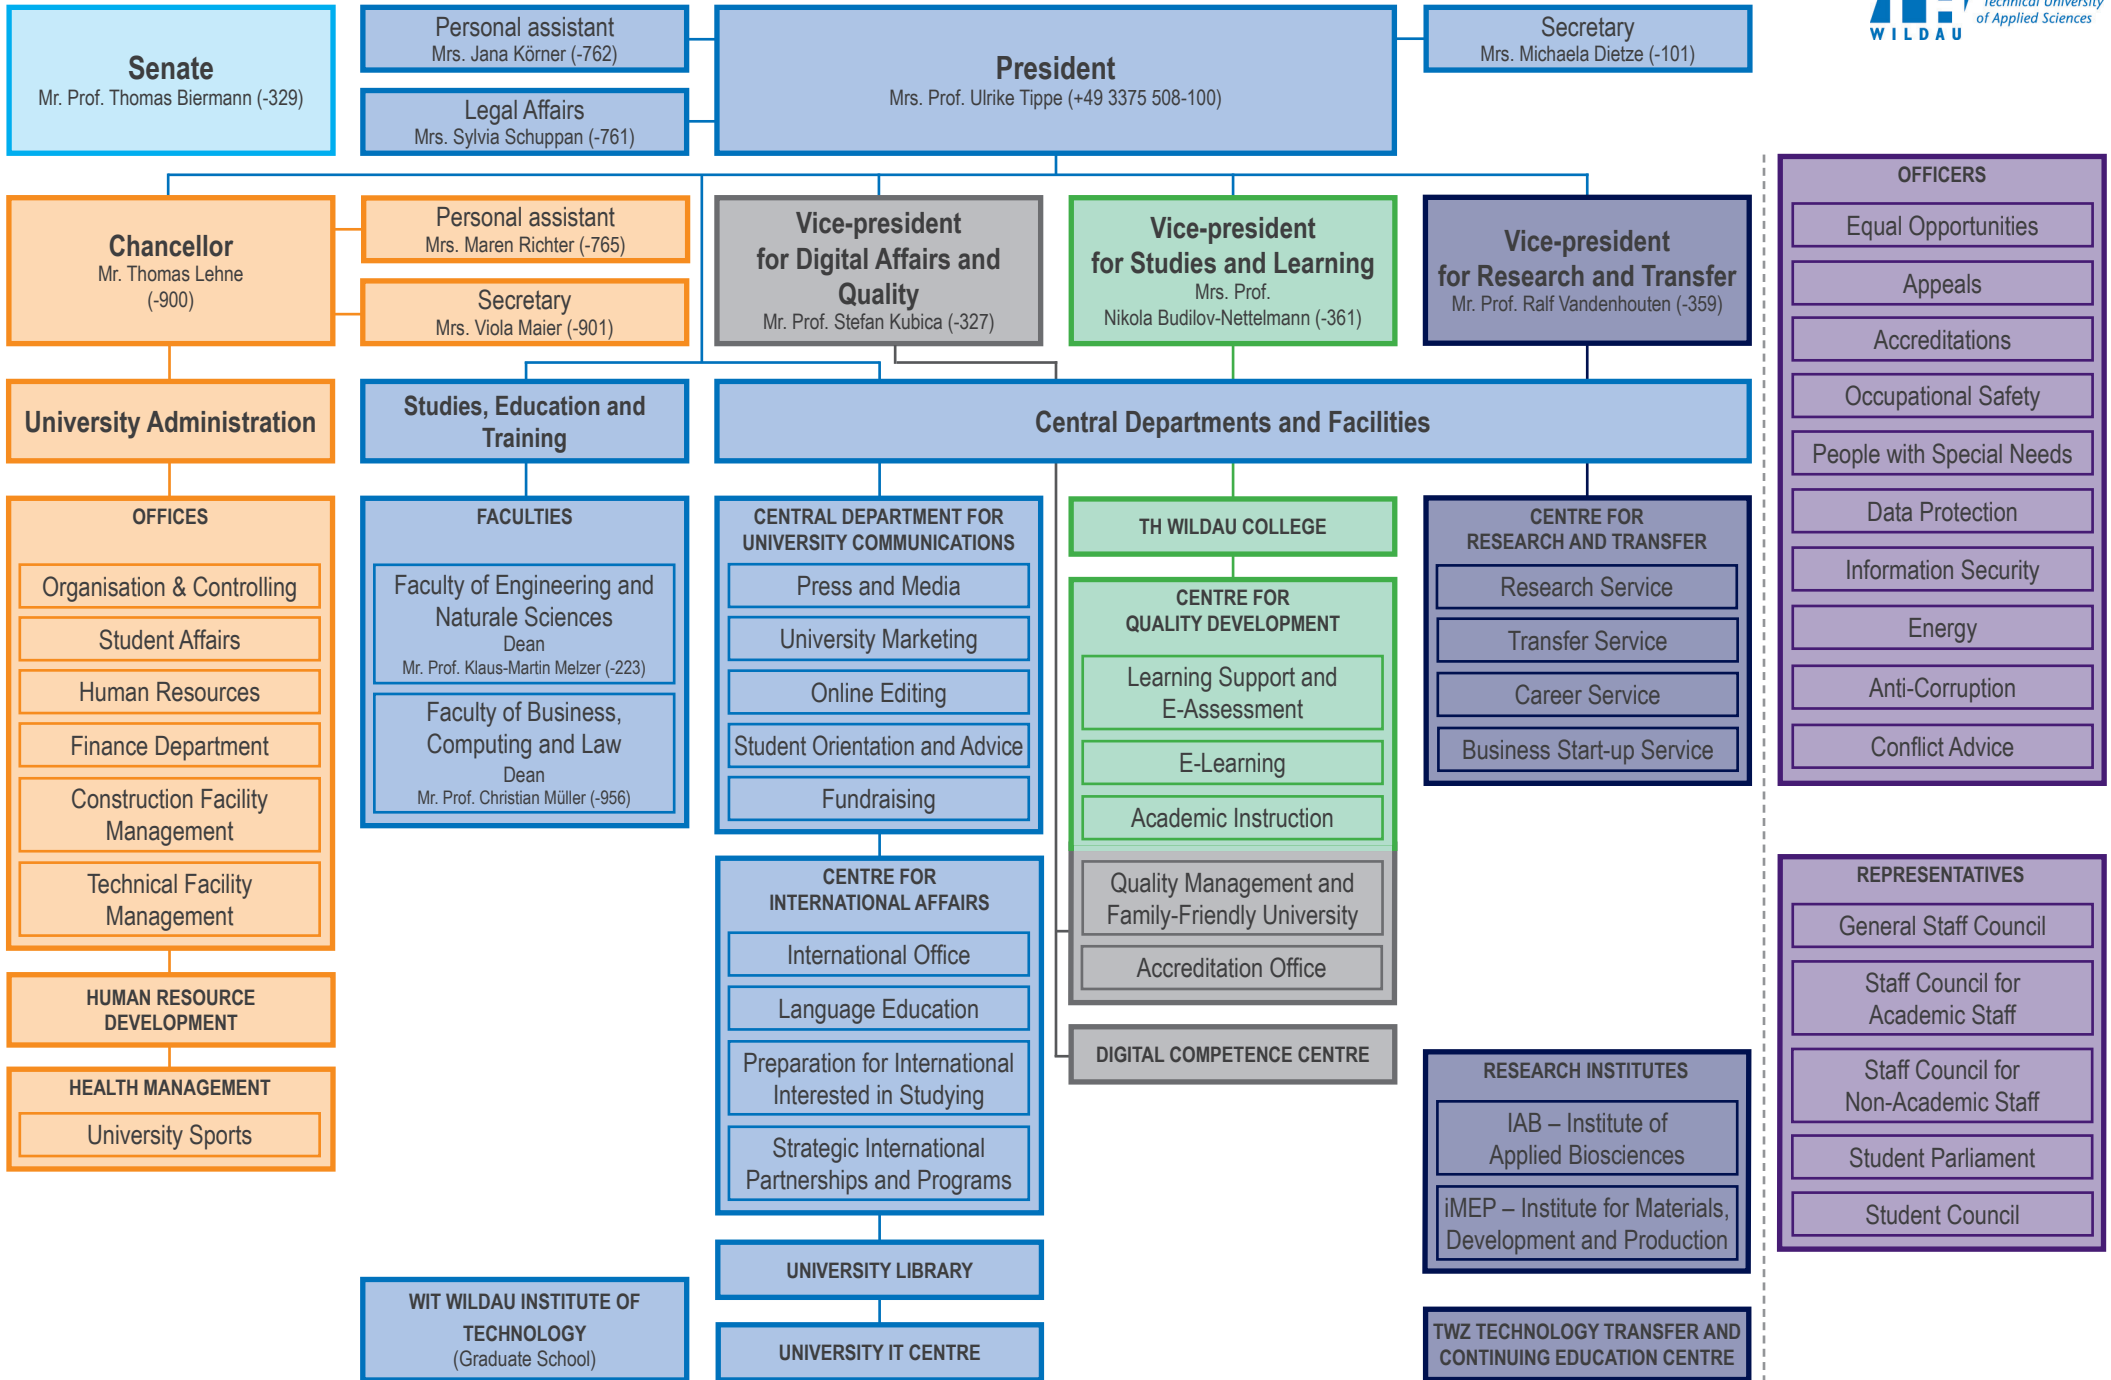 Technical University
of Applied Sciences
WILDAU
Senate
Mr. Prof. Thomas Biermann (-329)
Personal assistant
Mrs. Jana Körner (-762)
Legal Affairs
Mrs. Sylvia Schuppan (-761)
President
Mrs. Prof. Ulrike Tippe (+49 3375 508-100)
Secretary
Mrs. Michaela Dietze (-101)
Chancellor
Mr. Thomas Lehne
(-900)
Personal assistant
Mrs. Maren Richter (-765)
Secretary
Mrs. Viola Maier (-901)
Vice-president
for Digital Affairs and
Quality
Mr. Prof. Stefan Kubica (-327)
Vice-president
for Studies and Learning
Mrs. Prof.
Nikola Budilov-Nettelmann (-361)
Vice-president
for Research and Transfer
Mr. Prof. Ralf Vandenhouten (-359)
University Administration
Studies, Education and
Training
Central Departments and Facilities
OFFICES
Organisation & Controlling
Student Affairs
Human Resources
Finance Department
Construction Facility
Management
Technical Facility
Management
HUMAN RESOURCE
DEVELOPMENT
HEALTH MANAGEMENT
University Sports
FACULTIES
Faculty of Engineering and
Naturale Sciences
Dean
Mr. Prof. Klaus-Martin Melzer (-223)
Faculty of Business,
Computing and Law
Dean
Mr. Prof. Christian Müller (-956)
WIT WILDAU INSTITUTE OF
TECHNOLOGY
(Graduate School)
CENTRAL DEPARTMENT FOR
UNIVERSITY COMMUNICATIONS
Press and Media
University Marketing
Online Editing
Student Orientation and Advice
Fundraising
CENTRE FOR
INTERNATIONAL AFFAIRS
International Office
Language Education
Preparation for International
Interested in Studying
Strategic International
Partnerships and Programs
UNIVERSITY LIBRARY
UNIVERSITY IT CENTRE
TH WILDAU COLLEGE
CENTRE FOR
QUALITY DEVELOPMENT
Learning Support and
E-Assessment
E-Learning
Academic Instruction
Quality Management and
Family-Friendly University
Accreditation Office
DIGITAL COMPETENCE CENTRE
CENTRE FOR
RESEARCH AND TRANSFER
Research Service
Transfer Service
Career Service
Business Start-up Service
RESEARCH INSTITUTES
IAB – Institute of
Applied Biosciences
iMEP – Institute for Materials,
Development and Production
TWZ TECHNOLOGY TRANSFER AND
CONTINUING EDUCATION CENTRE
OFFICERS
Equal Opportunities
Appeals
Accreditations
Occupational Safety
People with Special Needs
Data Protection
Information Security
Energy
Anti-Corruption
Conflict Advice
REPRESENTATIVES
General Staff Council
Staff Council for
Academic Staff
Staff Council for
Non-Academic Staff
Student Parliament
Student Council